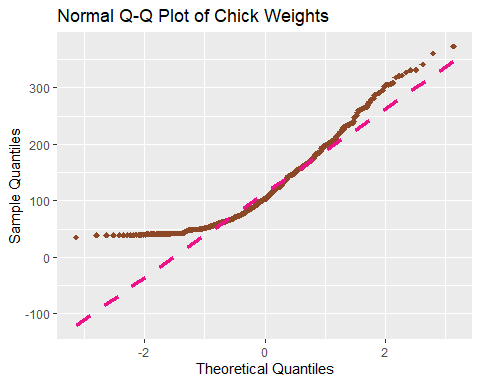 Normal Q-Q Plot of Chick Weights
Sample Quantiles
300
200
100
0
-100
-2
0
2
Theoretical Quantiles